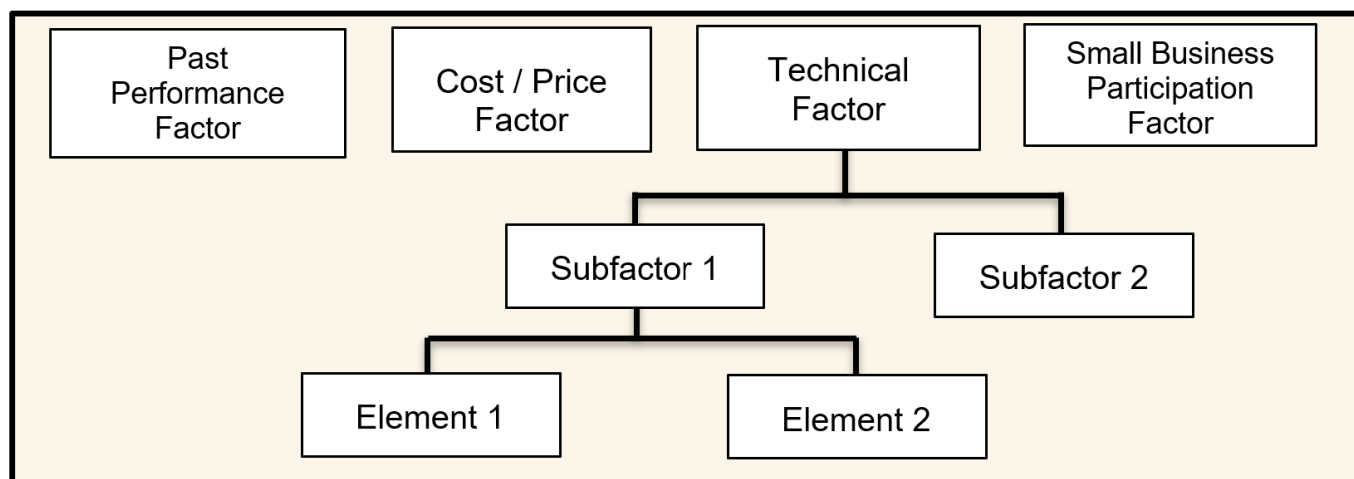 Past
Performance
Factor
Cost / Price
Factor
Technical
Factor
Small Business
Participation
Factor
Subfactor 1
Subfactor 2
Element 1
Element 2